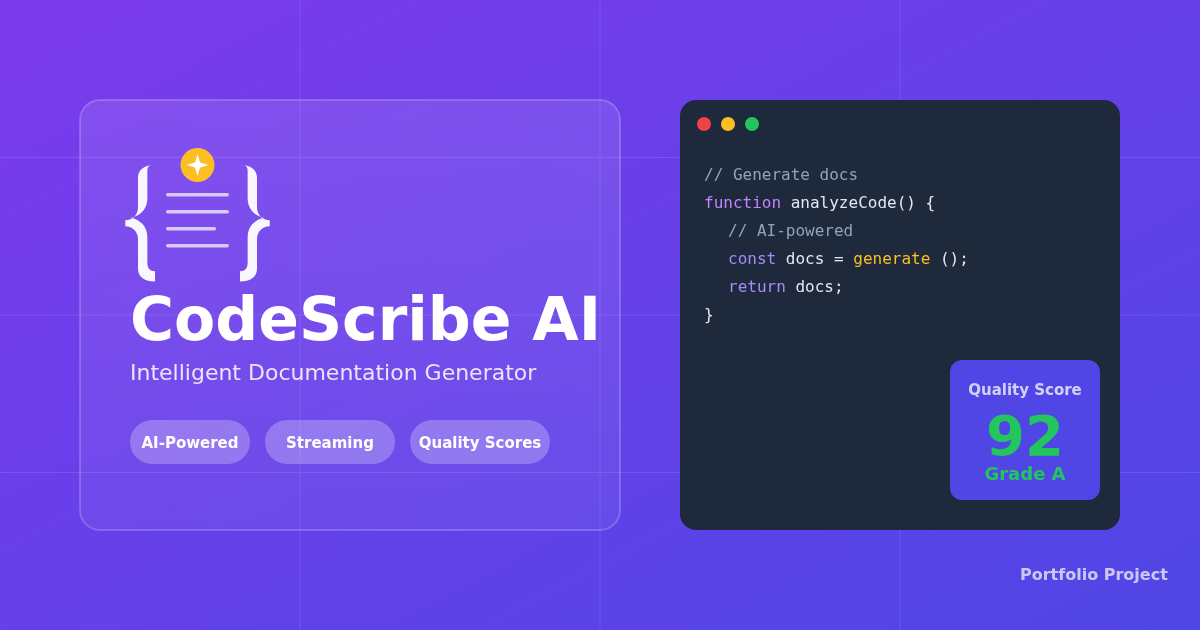 CodeScribe AI
Intelligent Documentation Generator
AI-Powered
Streaming
Quality Scores
// Generate docs
function analyzeCode() {
// AI-powered
const docs = generate ();
return docs;
}
Quality Score
92
Grade A
Portfolio Project